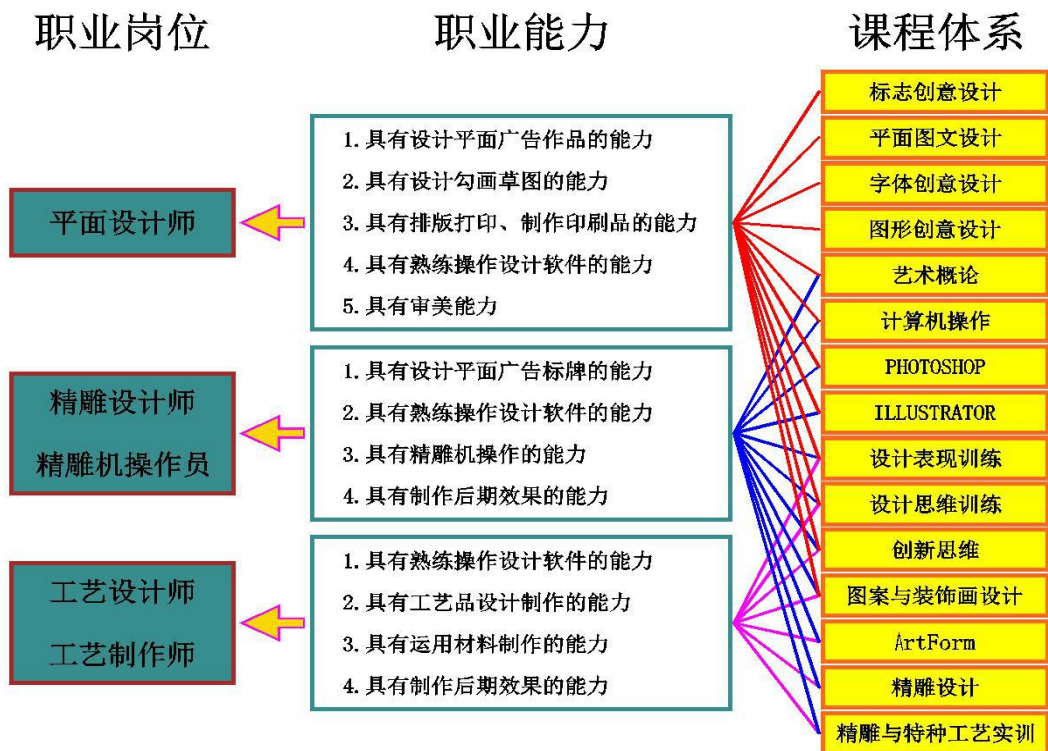 职业岗位
职业能力
课程体系
平面设计师
精雕设计师
精雕机操作员
工艺设计师
工艺制作师
1. 具有设计平面广告作品的能力
2. 具有设计勾画草图的能力
3. 具有排版打印、制作印刷品的能力
4. 具有熟练操作设计软件的能力
5. 具有审美能力
1. 具有设计平面广告标牌的能力
2. 具有熟练操作设计软件的能力
3. 具有精雕机操作的能力
4. 具有制作后期效果的能力
1. 具有熟练操作设计软件的能力
2. 具有工艺品设计制作的能力
3. 具有运用材料制作的能力
4. 具有制作后期效果的能力
标志创意设计
平面图文设计
字体创意设计
图形创意设计
艺术概论
计算机操作
PHOTOSHOP
ILLUSTRATOR
设计表现训练
设计思维训练
创新思维
图案与装饰画设计
ArtForm
精雕设计
精雕与特种工艺实训